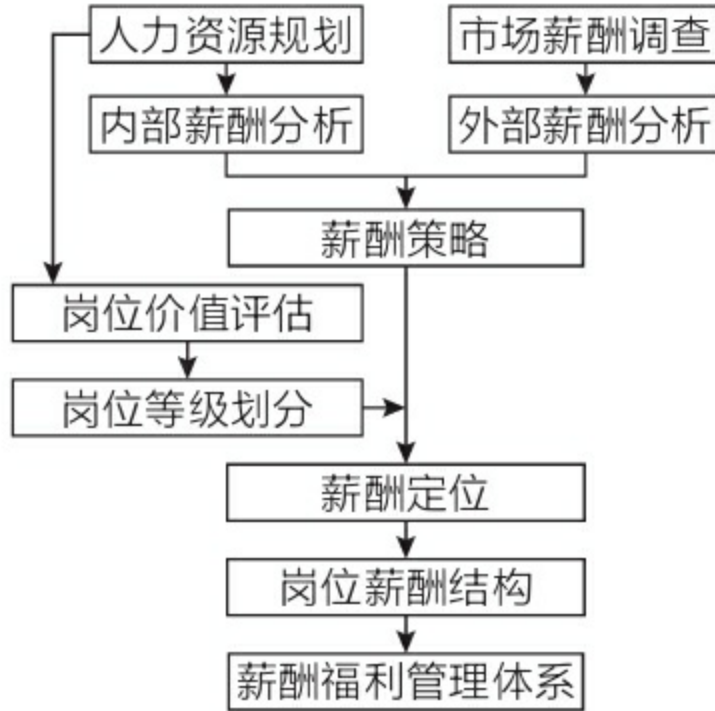 人力资源规划
市场薪酬调查
内部薪酬分析
外部薪酬分析
薪酬策略
岗位价值评估
岗位等级划分
薪酬定位
岗位薪酬结构
薪酬福利管理体系